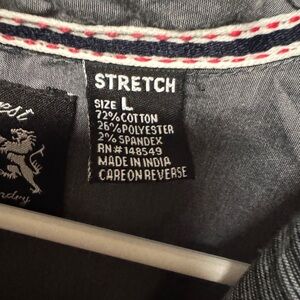 STRETCH
SIZE L
72% COTTON
26% POLYESTER
2% SPANDEX
RN# 148549
MADE IN INDIA
CARE ON REVERSE